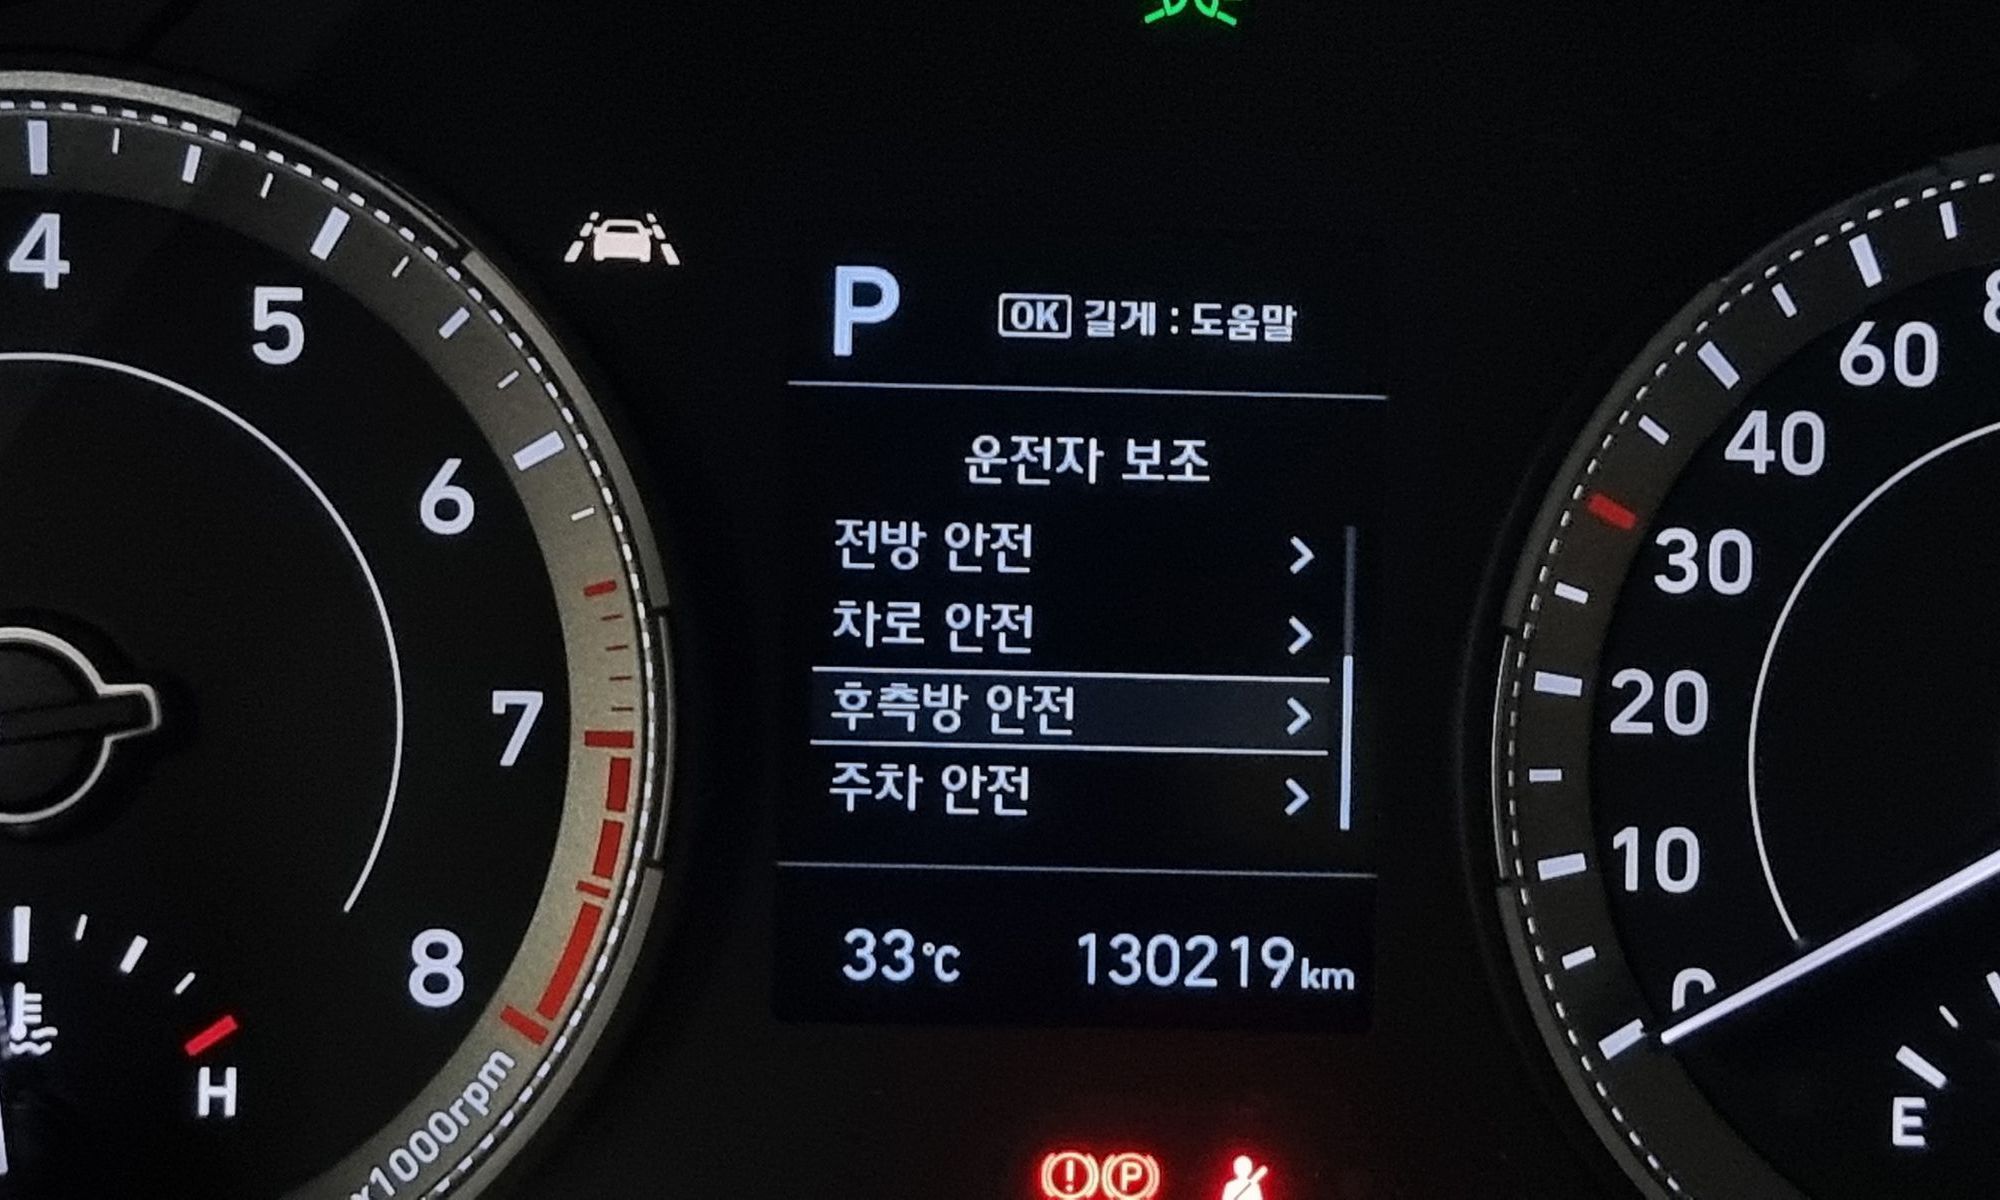 P
OK 길게 : 도움말
운전자 보조
전방 안전
차로 안전
후측방 안전
주차 안전
33℃ 130219km
4
5
6
7
8
x1000rpm
H
60
40
30
20
10
0
E
P